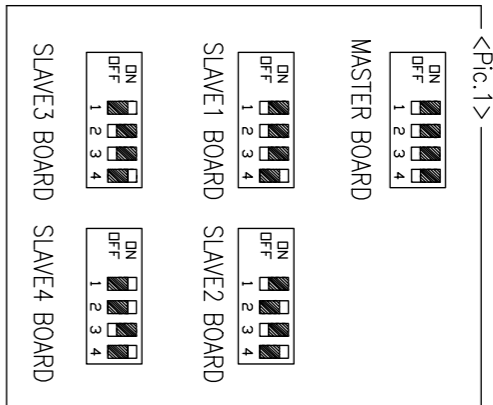 <Pic.1>
MASTER BOARD
ON
OFF
1 2 3 4
SLAVE1 BOARD
ON
OFF
1 2 3 4
SLAVE2 BOARD
ON
OFF
1 2 3 4
SLAVE3 BOARD
ON
OFF
1 2 3 4
SLAVE4 BOARD
ON
OFF
1 2 3 4